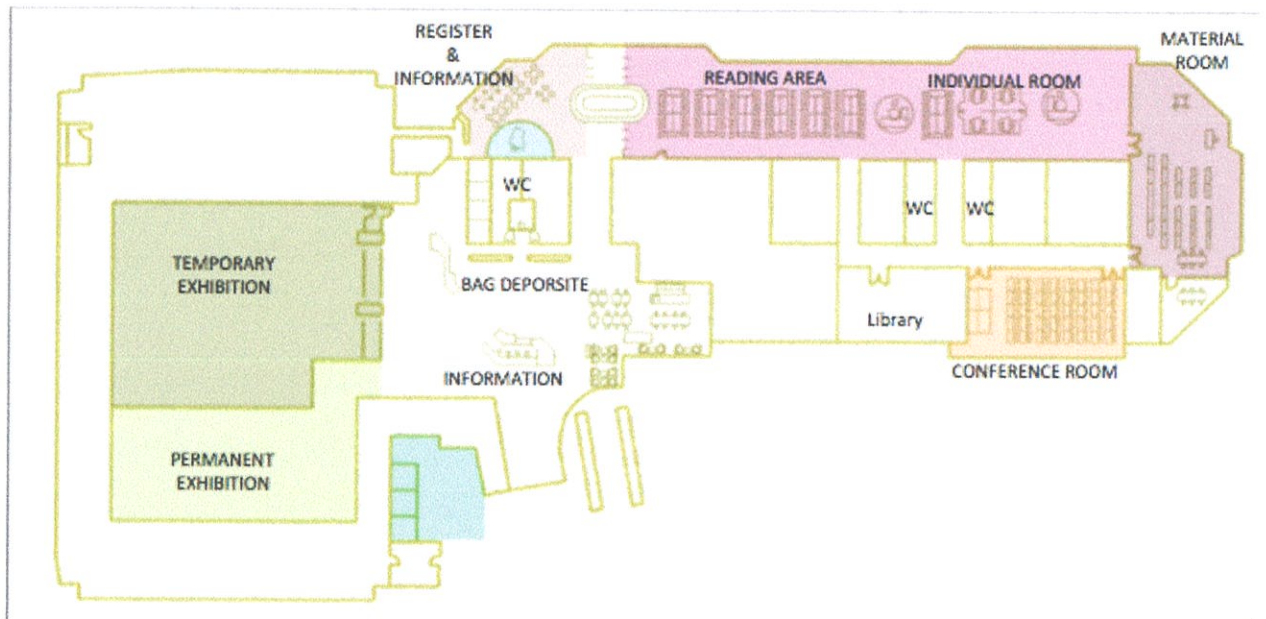 REGISTER
&
INFORMATION
READING AREA
INDIVIDUAL ROOM
MATERIAL
ROOM
WC
WC
WC
TEMPORARY
EXHIBITION
BAG DEPORSITE
Library
INFORMATION
CONFERENCE ROOM
PERMANENT
EXHIBITION